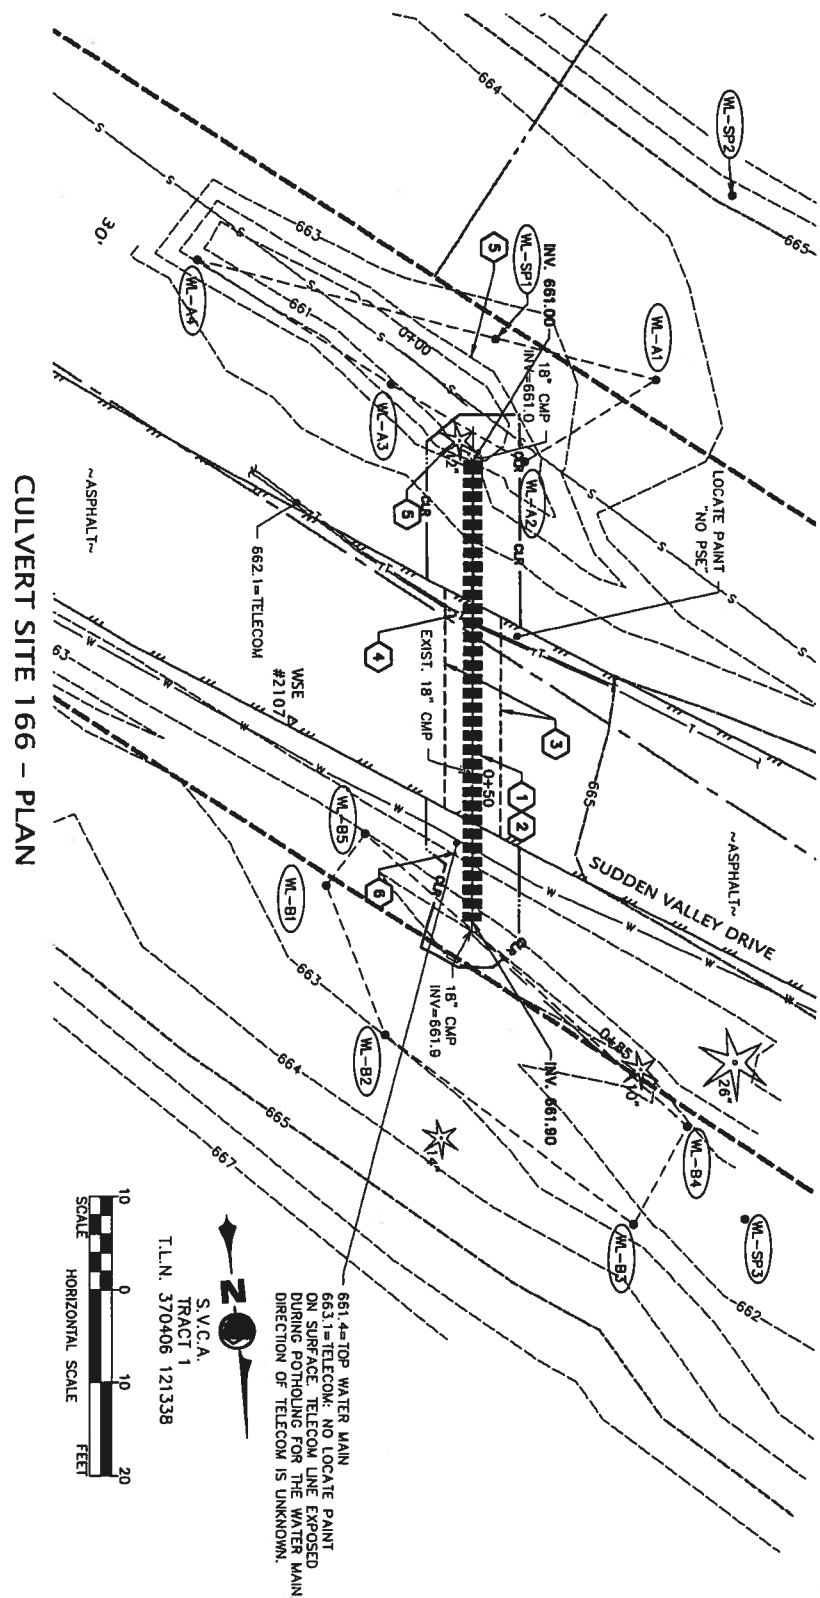 664
WL-SP2
665
S
S
S
30'
663
5
WL-SP1
INV. 661.00
WL-A1
WL-A4
661
0+00
S
18" CMP
INV=661.0
S
WL-A3
12"
CLR
WL-A2
LOCATE PAINT
"NO PSE"
S
S
S
~ASPHALT~
5
CLR
CLR
T
662.1=TELECOM
T
4
EXIST. 18" CMP
T
T
63
W
W
WSE
#2107
3
665
W
W
0+50
1
2
WL-B5
W
~ASPHALT~
SUDDEN VALLEY DRIVE
WL-B1
6
CLR
W
W
W
W
CLR
663
18" CMP
INV=661.9
WL-B2
0+85
INV. 661.90
10"
26"
664
665
667
14"
WL-B4
WL-B3
WL-SP3
662
661.4=TOP WATER MAIN
663.1=TELECOM: NO LOCATE PAINT
ON SURFACE. TELECOM LINE EXPOSED
DURING POTHOLING FOR THE WATER MAIN.
DIRECTION OF TELECOM IS UNKNOWN.
N
S.V.C.A.
TRACT 1
T.L.N. 370406 121338
10 0 10 20
SCALE HORIZONTAL SCALE FEET
CULVERT SITE 166 - PLAN